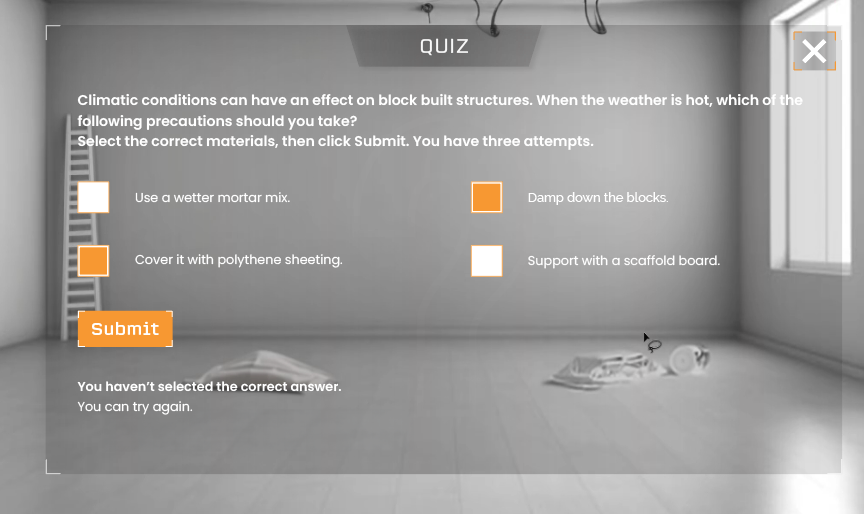 QUIZ
Climatic conditions can have an effect on block built structures. When the weather is hot, which of the
following precautions should you take?
Select the correct materials, then click Submit. You have three attempts.
Use a wetter mortar mix.
Damp down the blocks.
Cover it with polythene sheeting.
Support with a scaffold board.
Submit
You haven’t selected the correct answer.
You can try again.